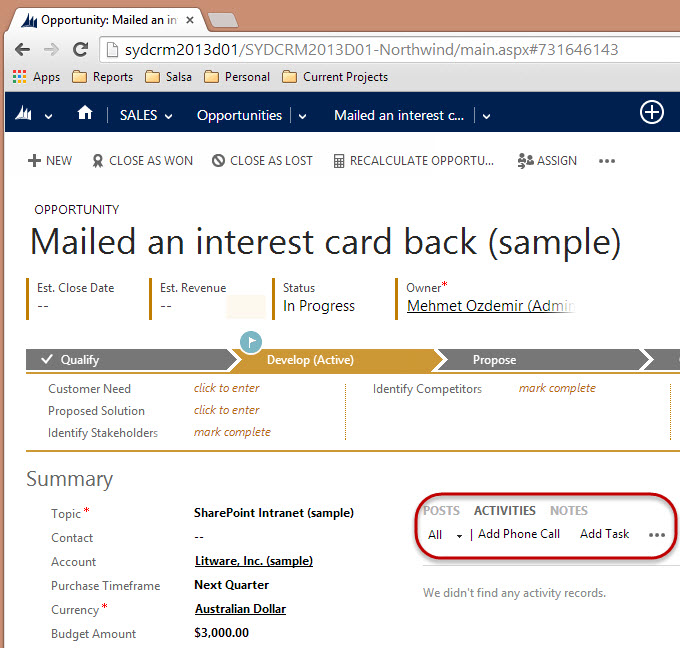 Opportunity: Mailed an in
sydcrm2013d01/SYDCRM2013D01-Northwind/main.aspx#731646143
Apps Reports Salsa Personal Current Projects
SALES Opportunities Mailed an interest c...
NEW CLOSE AS WON CLOSE AS LOST RECALCULATE OPPORTU... ASSIGN
OPPORTUNITY
Mailed an interest card back (sample)
Est. Close Date Est. Revenue Status Owner*
-- -- In Progress Mehmet Ozdemir (Admin
Qualify Develop (Active) Propose
Customer Need click to enter Identify Competitors mark complete
Proposed Solution click to enter
Identify Stakeholders mark complete
Summary
POSTS ACTIVITIES NOTES
All | Add Phone Call Add Task
We didn't find any activity records.
Topic* SharePoint Intranet (sample)
Contact --
Account Litware, Inc. (sample)
Purchase Timeframe Next Quarter
Currency* Australian Dollar
Budget Amount $3,000.00